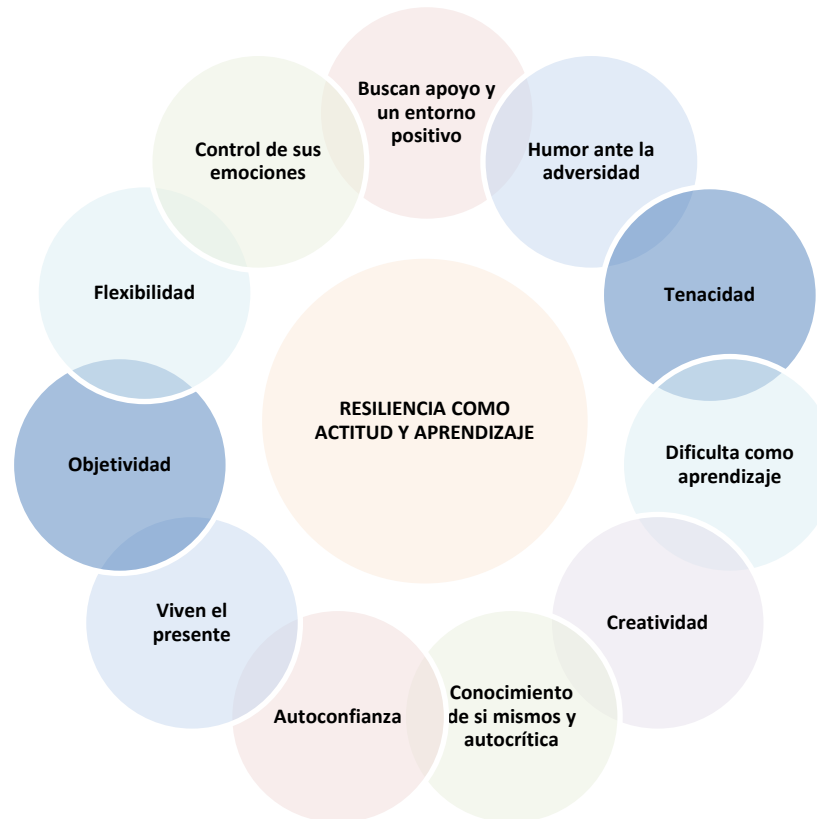 Buscan apoyo y
un entorno
positivo
Humor ante la
adversidad
Tenacidad
Dificulta como
aprendizaje
Creatividad
Conocimiento
de si mismos y
autocrítica
Autoconfianza
Viven el
presente
Objetividad
Flexibilidad
Control de sus
emociones
RESILIENCIA COMO
ACTITUD Y APRENDIZAJE